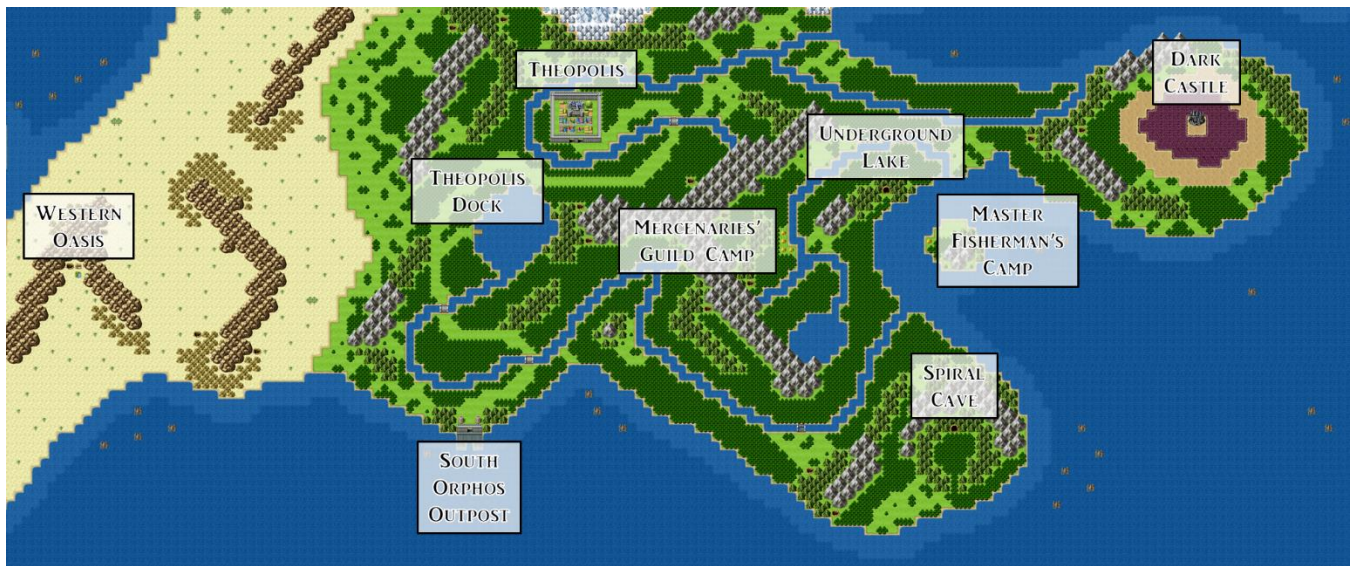 Theopolis
Dark
Castle
Underground
Lake
Theopolis
Dock
Western
Oasis
Mercenaries'
Guild Camp
Master
Fisherman's
Camp
Spiral
Cave
South
Orphos
Outpost